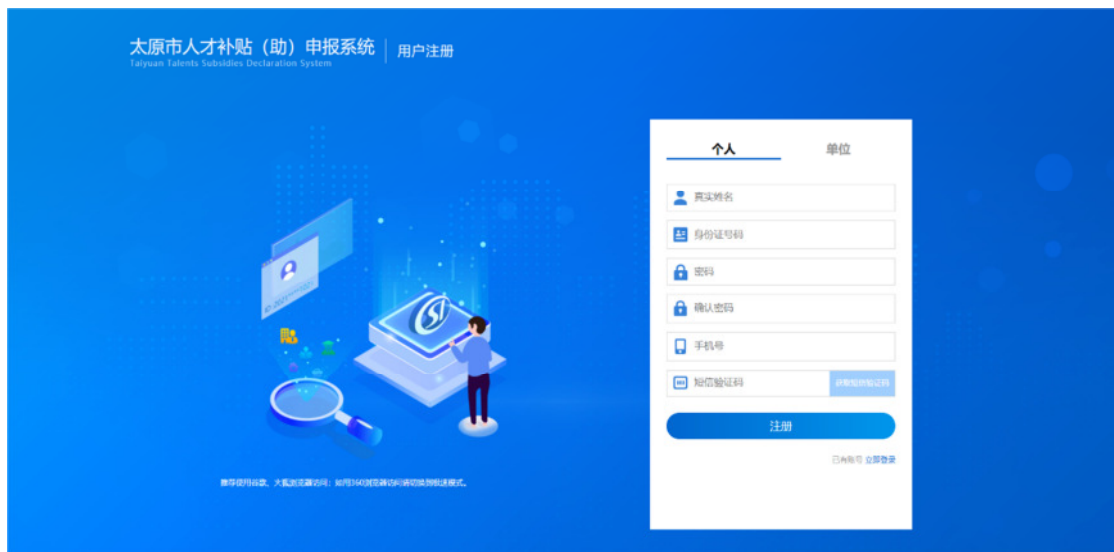 太原市人才补贴（助）申报系统 用户注册
Taiyuan Talents Subsidies Declaration System
个人 单位
真实姓名
身份证号码
密码
确认密码
手机号
短信验证码 获取短信验证码
注册
已有账号 立即登录
推荐使用谷歌、火狐浏览器访问；如用360浏览器访问请切换到极速模式。